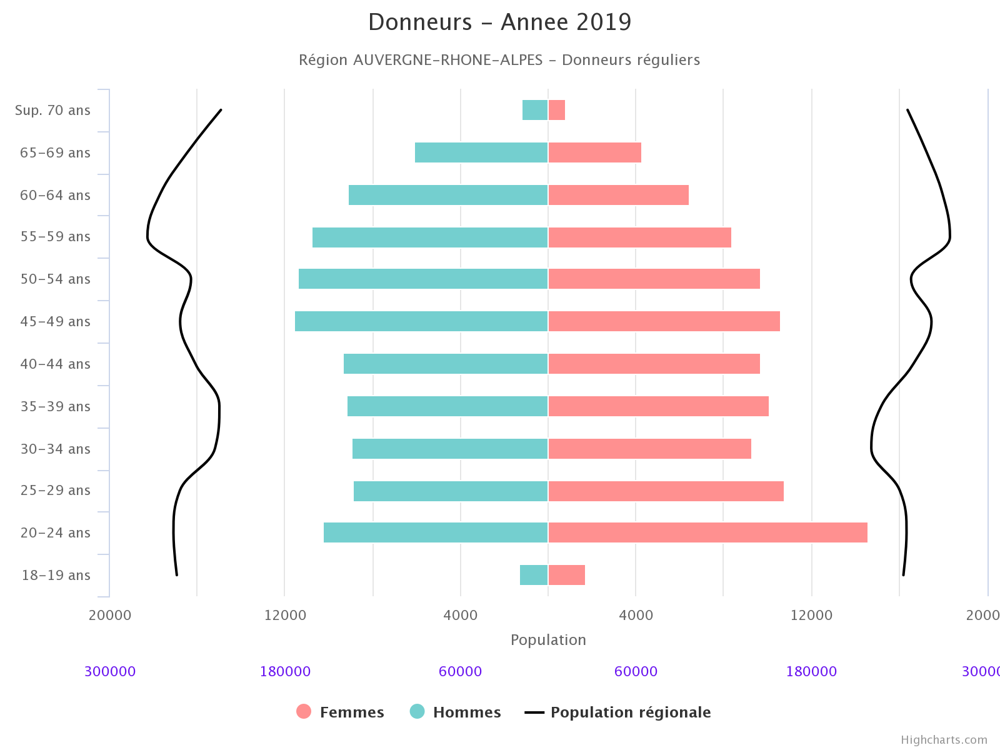 Donneurs – Annee 2019
Région AUVERGNE–RHONE–ALPES – Donneurs réguliers
Sup. 70 ans
65–69 ans
60–64 ans
55–59 ans
50–54 ans
45–49 ans
40–44 ans
35–39 ans
30–34 ans
25–29 ans
20–24 ans
18–19 ans
20000 12000 4000 4000 12000 2000
Population
300000 180000 60000 60000 180000 3000
Femmes Hommes Population régionale
Highcharts.com